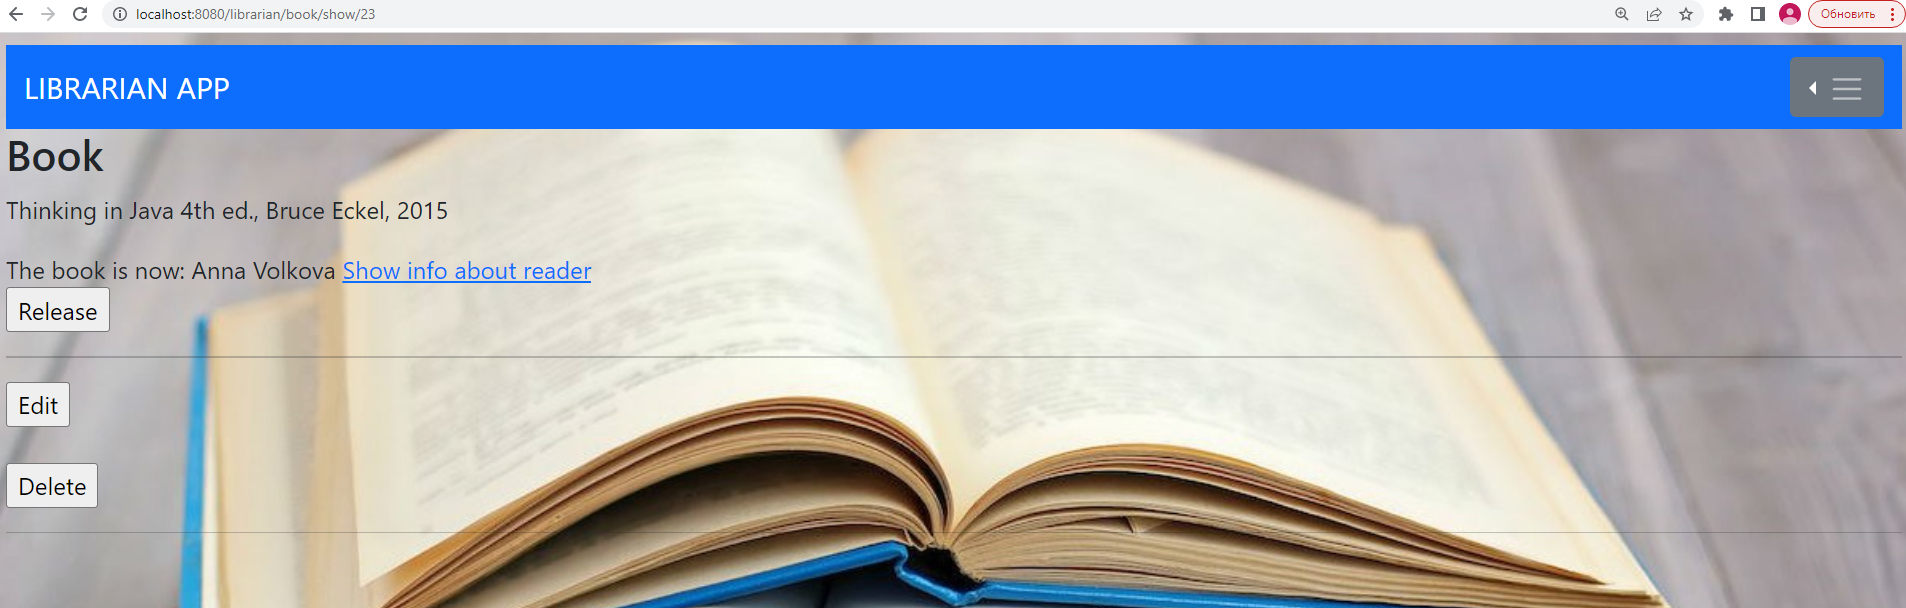 localhost:8080/librarian/book/show/23
Обновить
LIBRARIAN APP
Book
Thinking in Java 4th ed., Bruce Eckel, 2015
The book is now: Anna Volkova Show info about reader
Release
Edit
Delete